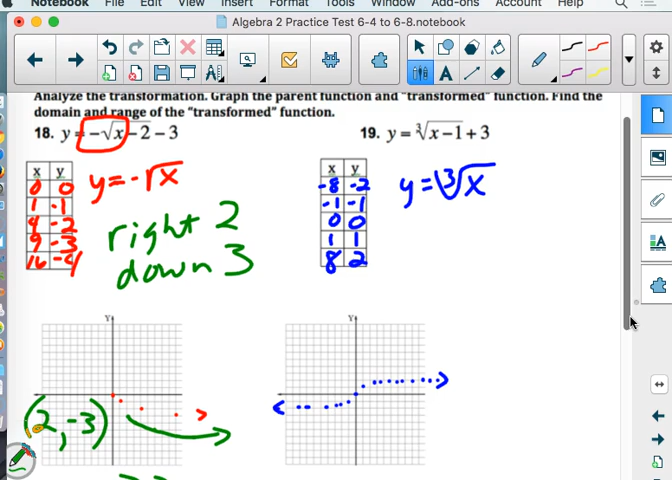 Notebook File Edit View Insert Format Tools Add-ons Window Help
Algebra 2 Practice Test 6-4 to 6-8.notebook
A
Analyze the transformation. Graph the parent function and "transformed" function. Find the
domain and range of the "transformed" function.
18. y = −√(x − 2) − 3
19. y = ∛(x − 1) + 3
x y
0 0
1 -1
4 -2
9 -3
16 -4
y = -√x
right 2
down 3
x y
-8 -2
-1 -1
0 0
1 1
8 2
y = ∛x
Y
(2, -3)
Y